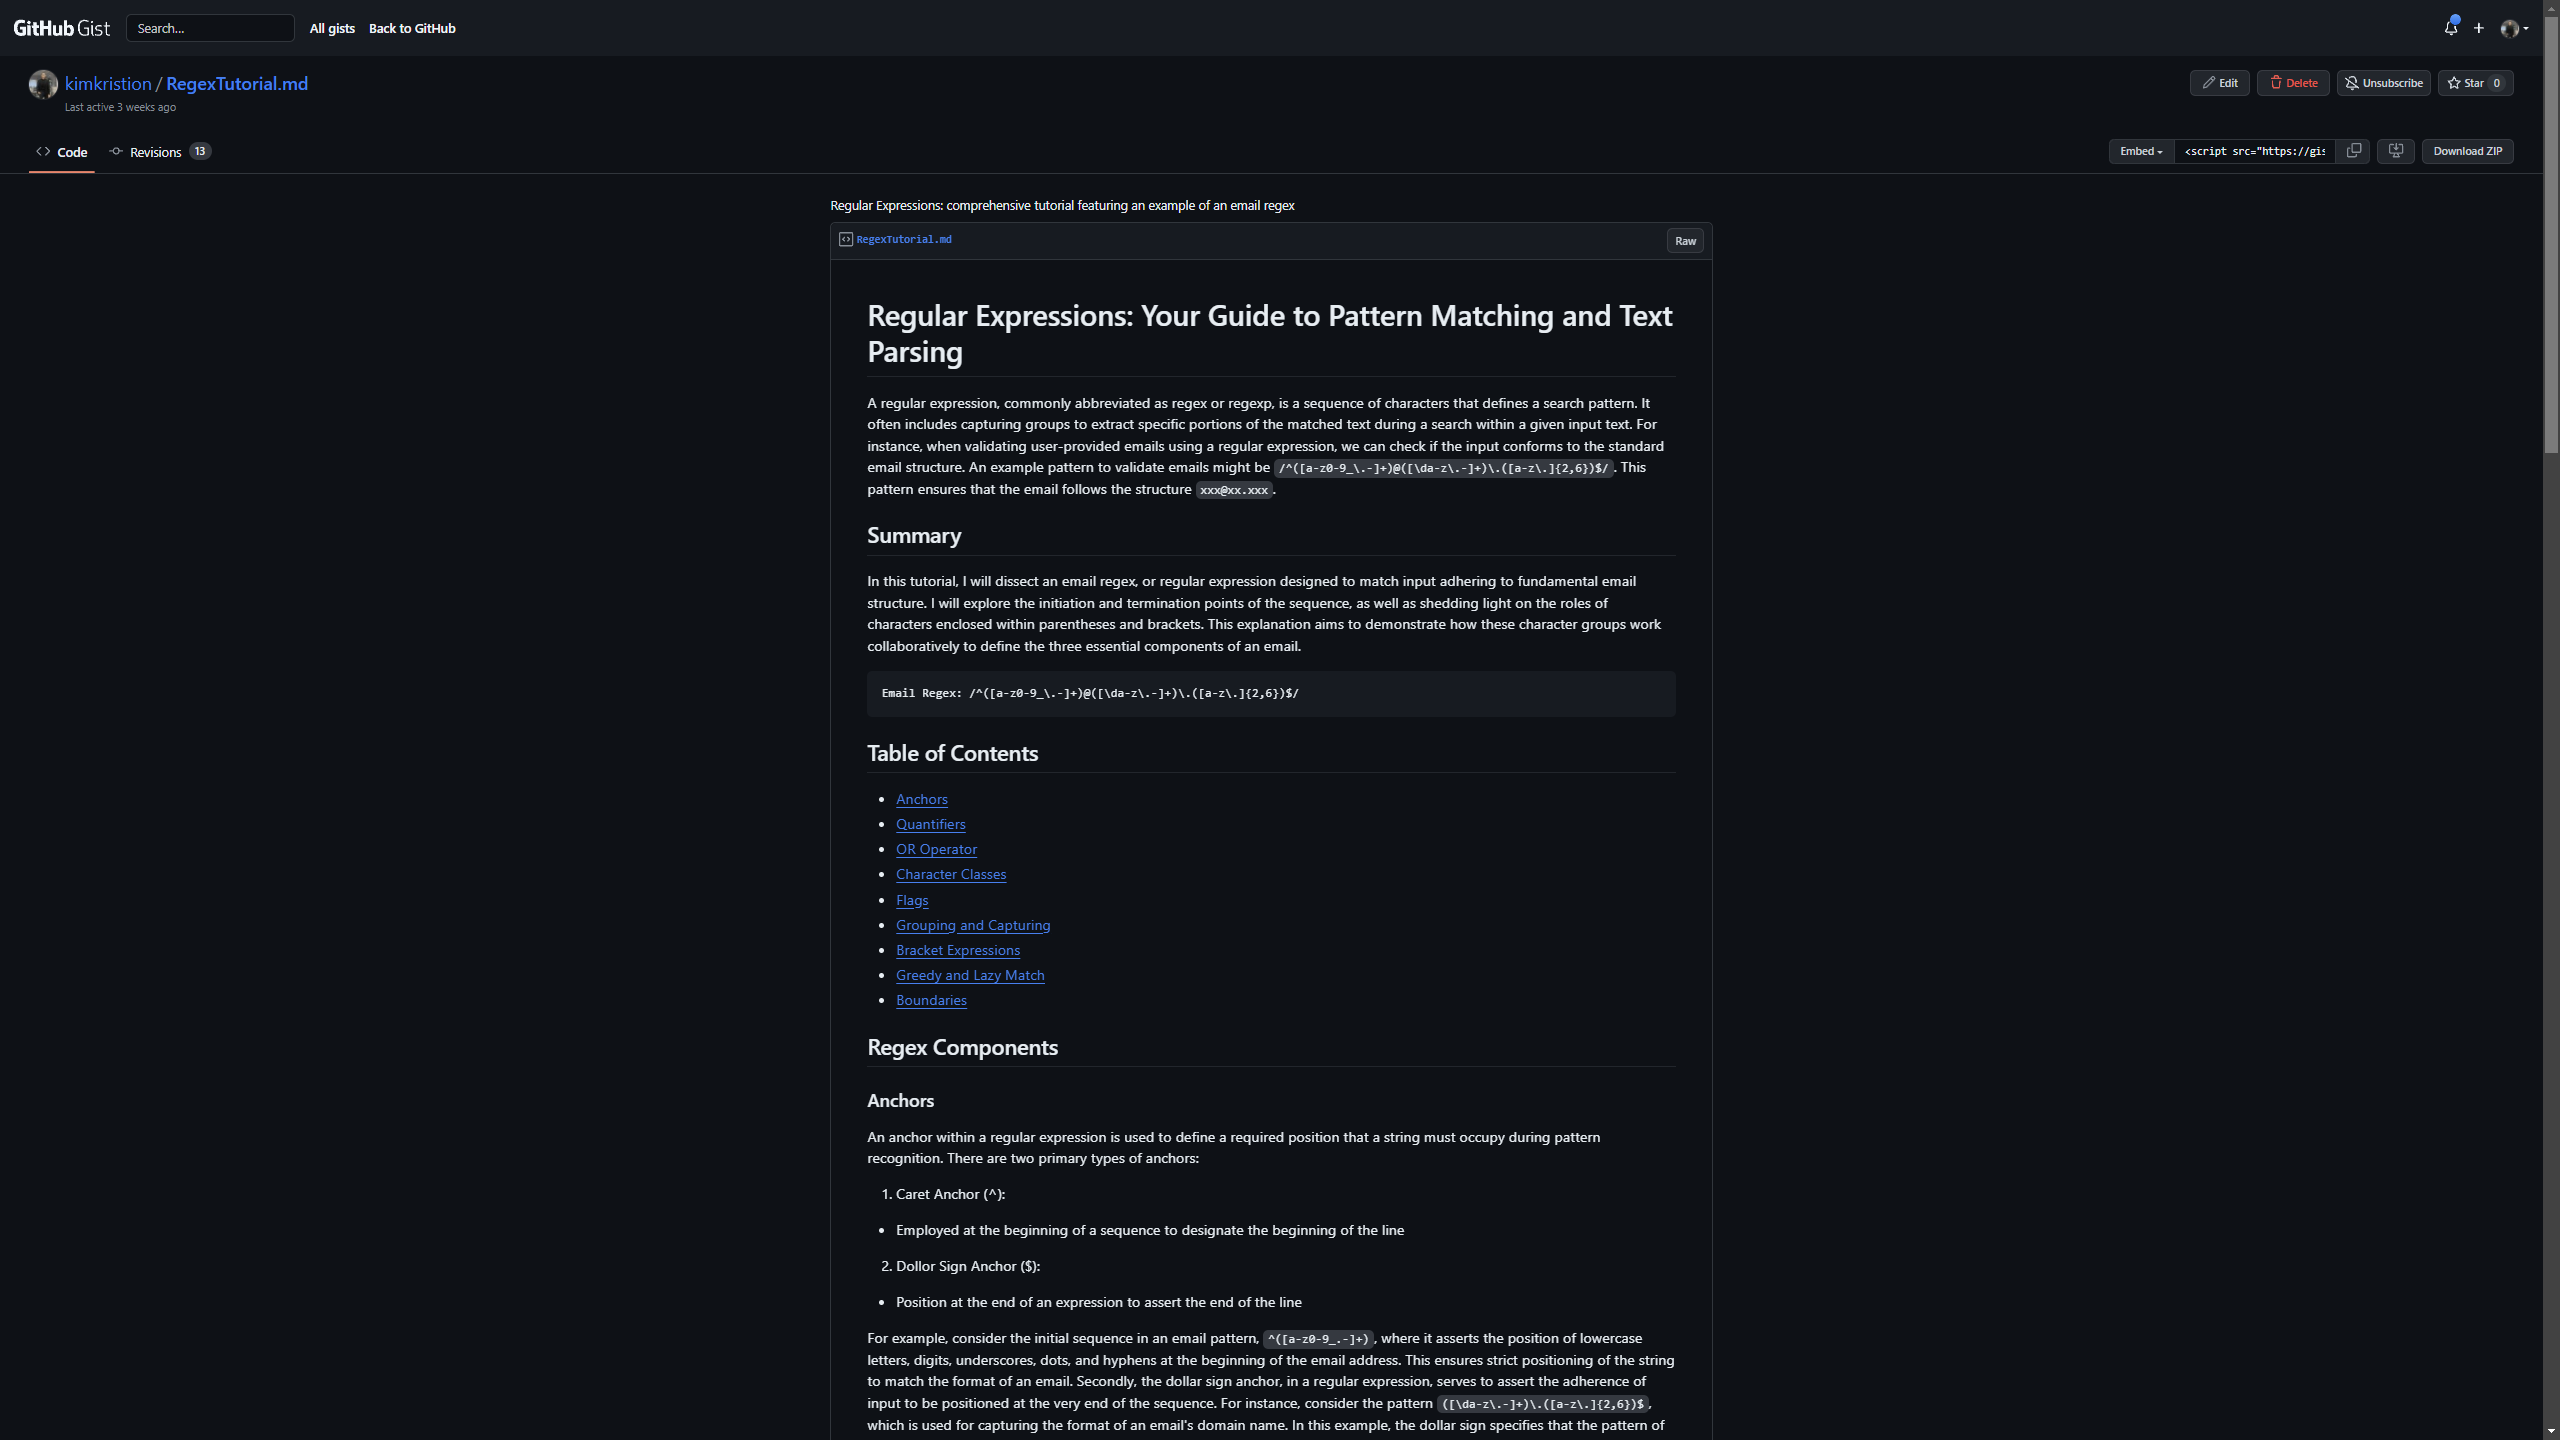 GitHub Gist Search... All gists Back to GitHub
kimkristion / RegexTutorial.md
Last active 3 weeks ago
Edit Delete Unsubscribe Star 0
Code Revisions 13
Embed <script src="https://gis Download ZIP
Regular Expressions: comprehensive tutorial featuring an example of an email regex
RegexTutorial.md Raw
Regular Expressions: Your Guide to Pattern Matching and Text
Parsing
A regular expression, commonly abbreviated as regex or regexp, is a sequence of characters that defines a search pattern. It
often includes capturing groups to extract specific portions of the matched text during a search within a given input text. For
instance, when validating user-provided emails using a regular expression, we can check if the input conforms to the standard
email structure. An example pattern to validate emails might be /^([a-z0-9_\.-]+)@([\da-z\.-]+)\.([a-z\.]{2,6})$/. This
pattern ensures that the email follows the structure xxx@xx.xxx.
Summary
In this tutorial, I will dissect an email regex, or regular expression designed to match input adhering to fundamental email
structure. I will explore the initiation and termination points of the sequence, as well as shedding light on the roles of
characters enclosed within parentheses and brackets. This explanation aims to demonstrate how these character groups work
collaboratively to define the three essential components of an email.
Email Regex: /^([a-z0-9_\.-]+)@([\da-z\.-]+)\.([a-z\.]{2,6})$/
Table of Contents
• Anchors
• Quantifiers
• OR Operator
• Character Classes
• Flags
• Grouping and Capturing
• Bracket Expressions
• Greedy and Lazy Match
• Boundaries
Regex Components
Anchors
An anchor within a regular expression is used to define a required position that a string must occupy during pattern
recognition. There are two primary types of anchors:
1. Caret Anchor (^):
• Employed at the beginning of a sequence to designate the beginning of the line
2. Dollor Sign Anchor ($):
• Position at the end of an expression to assert the end of the line
For example, consider the initial sequence in an email pattern, ^([a-z0-9_.-]+), where it asserts the position of lowercase
letters, digits, underscores, dots, and hyphens at the beginning of the email address. This ensures strict positioning of the string
to match the format of an email. Secondly, the dollar sign anchor, in a regular expression, serves to assert the adherence of
input to be positioned at the very end of the sequence. For instance, consider the pattern ([\da-z\.-]+)\.([a-z\.]{2,6})$,
which is used for capturing the format of an email's domain name. In this example, the dollar sign specifies that the pattern of